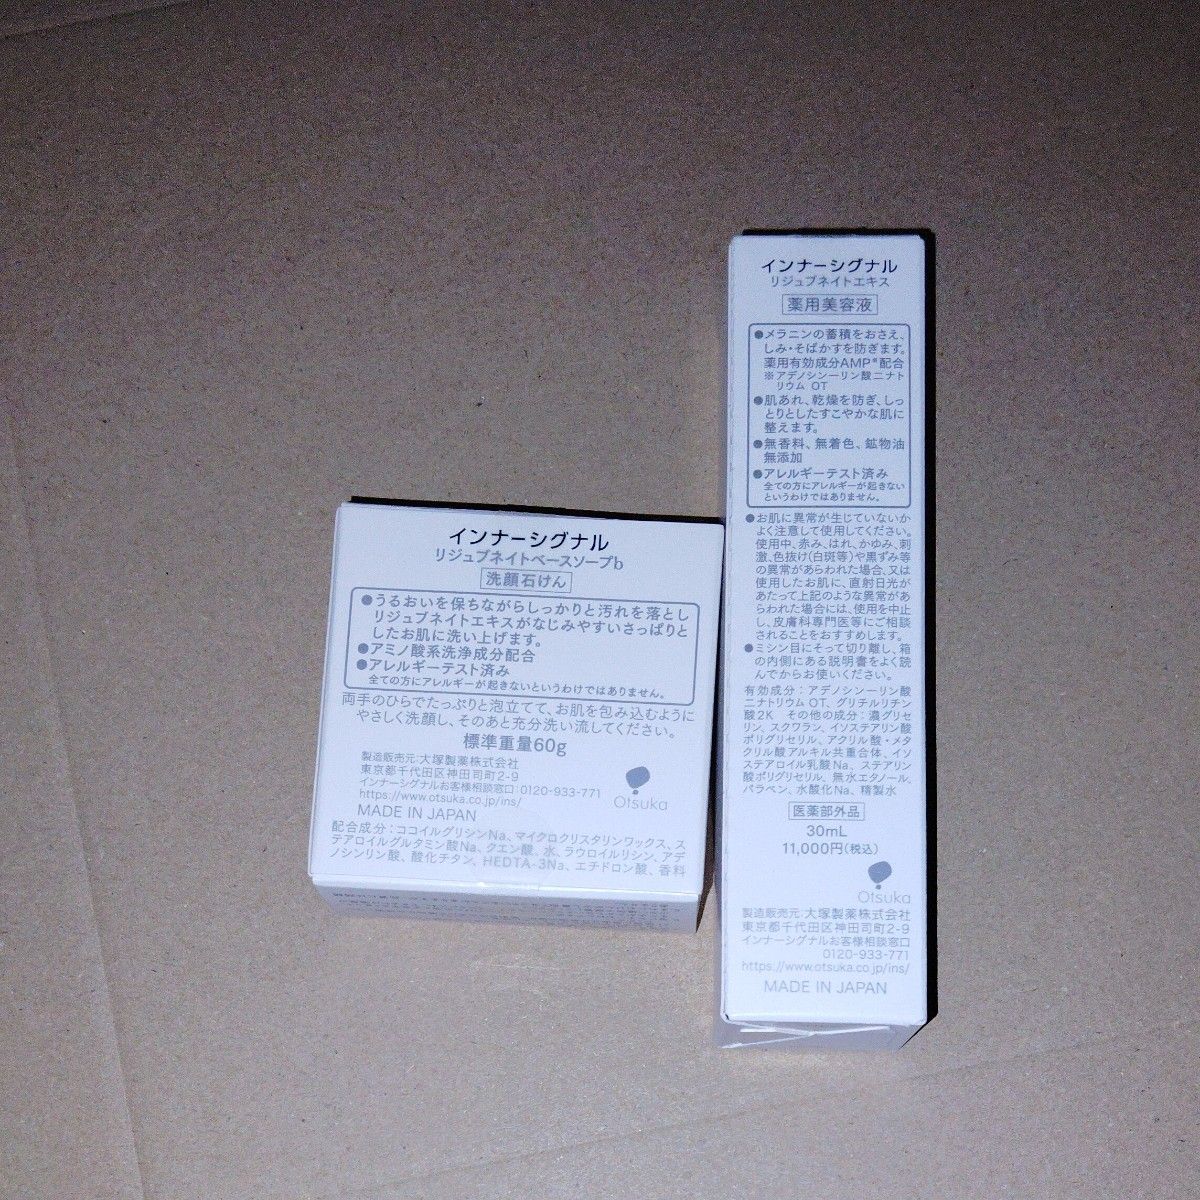 インナーシグナル
リジュブネイトベースソープb
洗顔石けん
●うるおいを保ちながらしっかりと汚れを落とし
リジュブネイトエキスがなじみやすいさっぱりと
したお肌に洗い上げます。
●アミノ酸系洗浄成分配合
●アレルギーテスト済み
全ての方にアレルギーが起きないというわけではありません。
両手のひらでたっぷりと泡立てて、お肌を包み込むように
やさしく洗顔し、そのあと充分洗い流してください。
標準重量60g
製造販売元:大塚製薬株式会社
東京都千代田区神田司町2-9
インナーシグナルお客様相談窓口:0120-933-771
https://www.otsuka.co.jp/ins/
MADE IN JAPAN
Otsuka
配合成分:ココイルグリシンNa、マイクロクリスタリンワックス、ス
テアロイルグルタミン酸Na、クエン酸、水、ラウロイルリシン、アデ
ノシンリン酸、酸化チタン、HEDTA-3Na、エチドロン酸、香料
インナーシグナル
リジュブネイトエキス
薬用美容液
●メラニンの蓄積をおさえ、
しみ・そばかすを防ぎます。
薬用有効成分AMP※配合
※アデノシン一リン酸二ナト
リウム OT
●肌あれ、乾燥を防ぎ、しっ
とりとしたすこやかな肌に
整えます。
●無香料、無着色、鉱物油
無添加
●アレルギーテスト済み
全ての方にアレルギーが起きない
というわけではありません。
●お肌に異常が生じていないか
よく注意して使用してください。
使用中、赤み、はれ、かゆみ、刺
激、色抜け(白斑等)や黒ずみ等
の異常があらわれた場合、又は
使用したお肌に、直射日光が
あたって上記のような異常があ
らわれた場合には、使用を中止
し、皮膚科専門医等にご相談
されることをおすすめします。
●ミシン目にそって切り離し、箱
の内側にある説明書をよく読
んでからお使いください。
有効成分:アデノシン一リン酸
二ナトリウム OT、グリチルリチン
酸2K その他の成分:濃グリセ
リン、スクワラン、イソステアリン酸
ポリグリセリル、アクリル酸・メタ
クリル酸アルキル共重合体、イソ
ステアロイル乳酸Na、ステアリン
酸ポリグリセリル、無水エタノール、
パラベン、水酸化Na、精製水
医薬部外品
30mL
11,000円(税込)
Otsuka
製造販売元:大塚製薬株式会社
東京都千代田区神田司町2-9
インナーシグナルお客様相談窓口
0120-933-771
https://www.otsuka.co.jp/ins/
MADE IN JAPAN